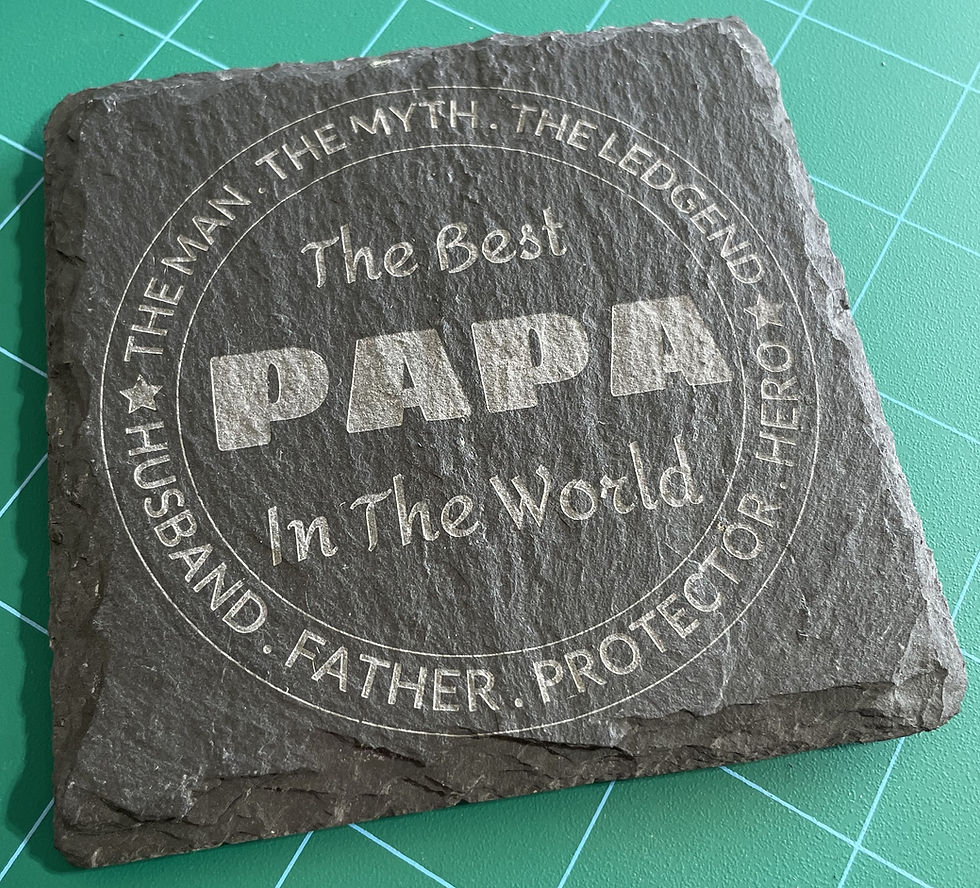 THE MAN . THE MYTH . THE LEDGEND
The Best
PAPA
In The World
HUSBAND . FATHER . PROTECTOR . HERO